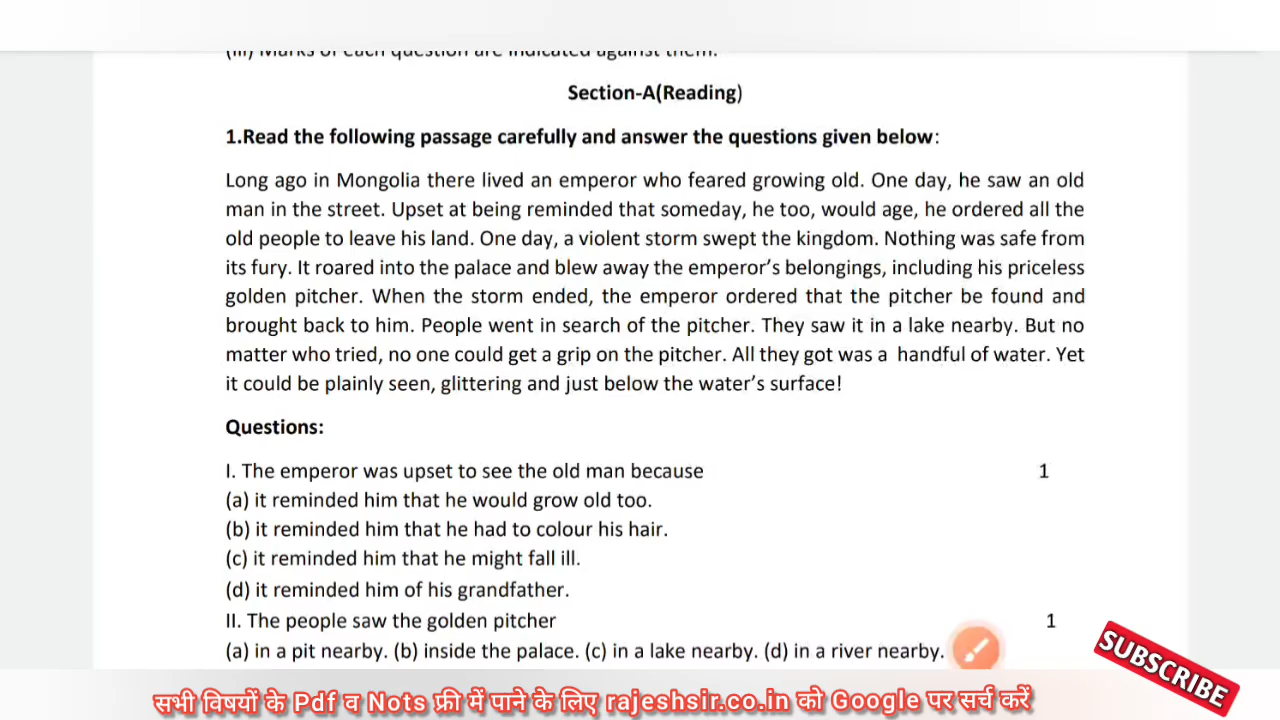 (iii) Marks of each question are indicated against them.
Section-A(Reading)
1.Read the following passage carefully and answer the questions given below:
Long ago in Mongolia there lived an emperor who feared growing old. One day, he saw an old
man in the street. Upset at being reminded that someday, he too, would age, he ordered all the
old people to leave his land. One day, a violent storm swept the kingdom. Nothing was safe from
its fury. It roared into the palace and blew away the emperor's belongings, including his priceless
golden pitcher. When the storm ended, the emperor ordered that the pitcher be found and
brought back to him. People went in search of the pitcher. They saw it in a lake nearby. But no
matter who tried, no one could get a grip on the pitcher. All they got was a handful of water. Yet
it could be plainly seen, glittering and just below the water's surface!
Questions:
I. The emperor was upset to see the old man because 1
(a) it reminded him that he would grow old too.
(b) it reminded him that he had to colour his hair.
(c) it reminded him that he might fall ill.
(d) it reminded him of his grandfather.
II. The people saw the golden pitcher 1
(a) in a pit nearby. (b) inside the palace. (c) in a lake nearby. (d) in a river nearby.
SUBSCRIBE
सभी विषयों के Pdf व Nots फ्री में पाने के लिए rajeshsir.co.in को Google पर सर्च करें